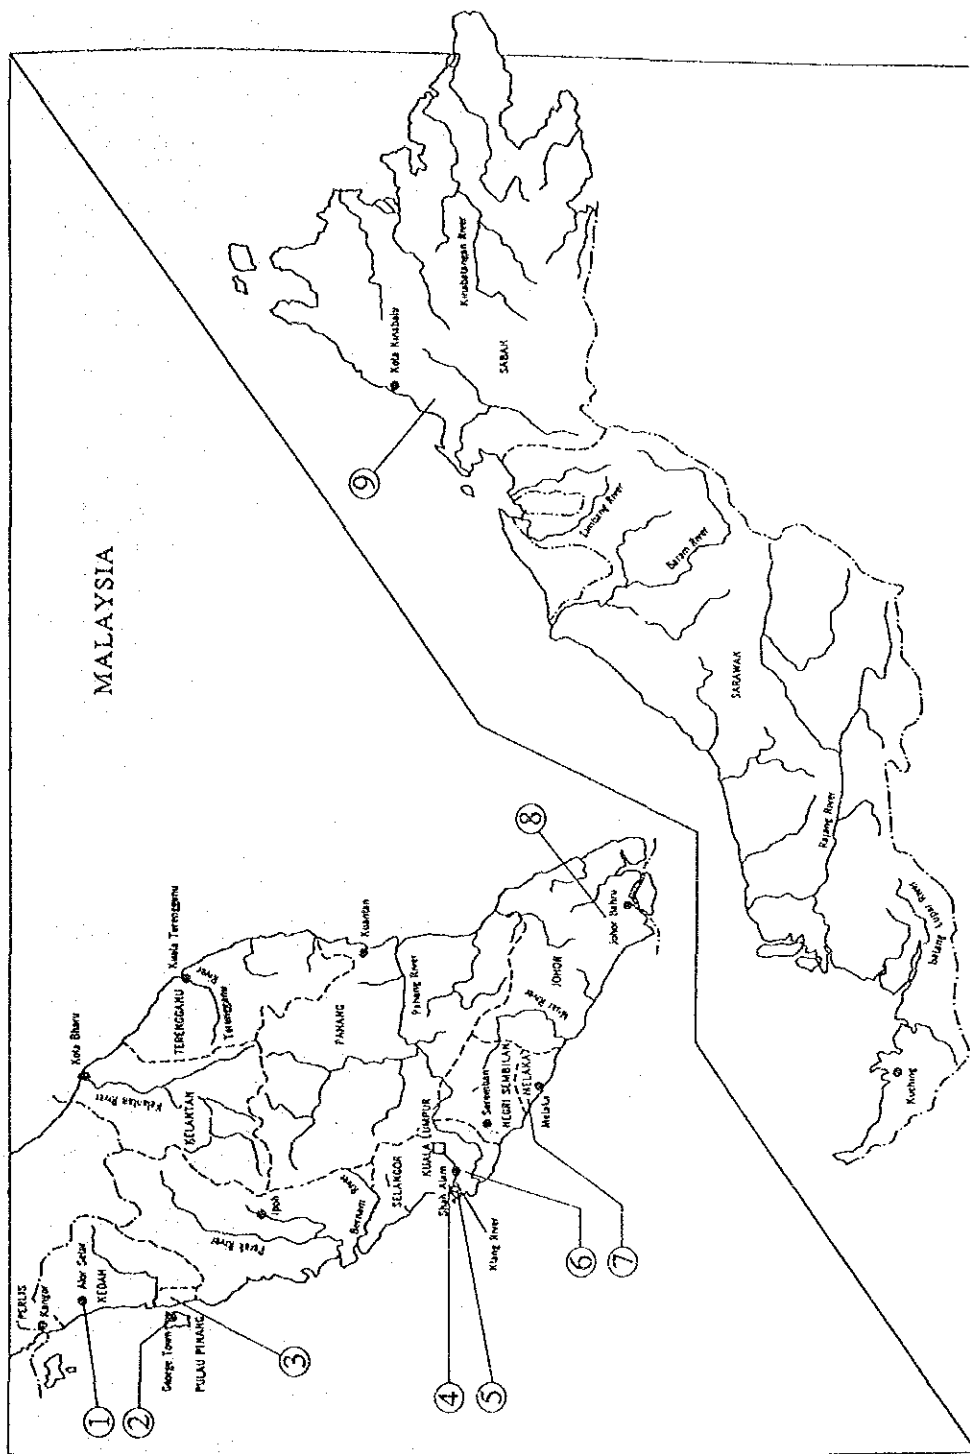 MALAYSIA
PERLIS
Kangar
Alor Setar
KEDAH
George Town
PULAU PINANG
Kota Bharu
Kelantan River
KELANTAN
Kuala Terengganu
TERENGGANU
Terengganu River
Perak River
Ipoh
Bernam River
PAHANG
Kuantan
Pahang River
SELANGOR
KUALA LUMPUR
Shah Alam
Klang River
Seremban
NEGRI SEMBILAN
MELAKA
Melaka
Muar River
JOHOR
Johor Bahru
1
2
3
4
5
6
7
8
9
Kota Kinabalu
Kinabatangan River
SABAH
Limbang River
Baram River
SARAWAK
Rajang River
Batang Lupar River
Kuching